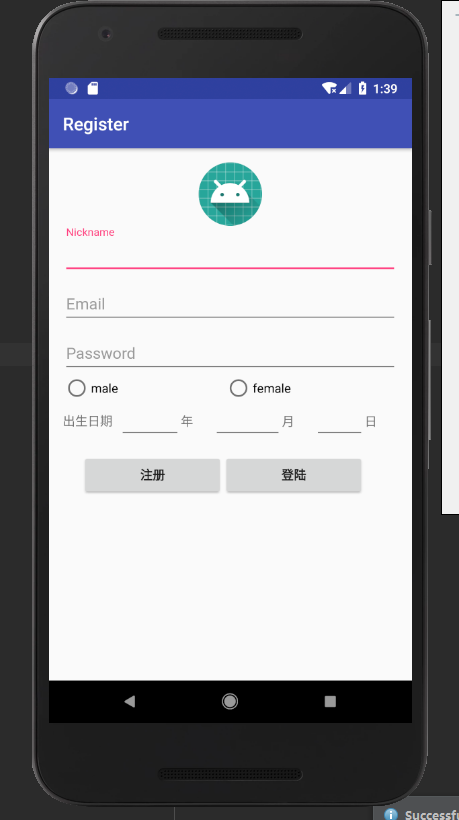 1:39
Register
Nickname
Email
Password
male female
出生日期 年 月 日
注册 登陆